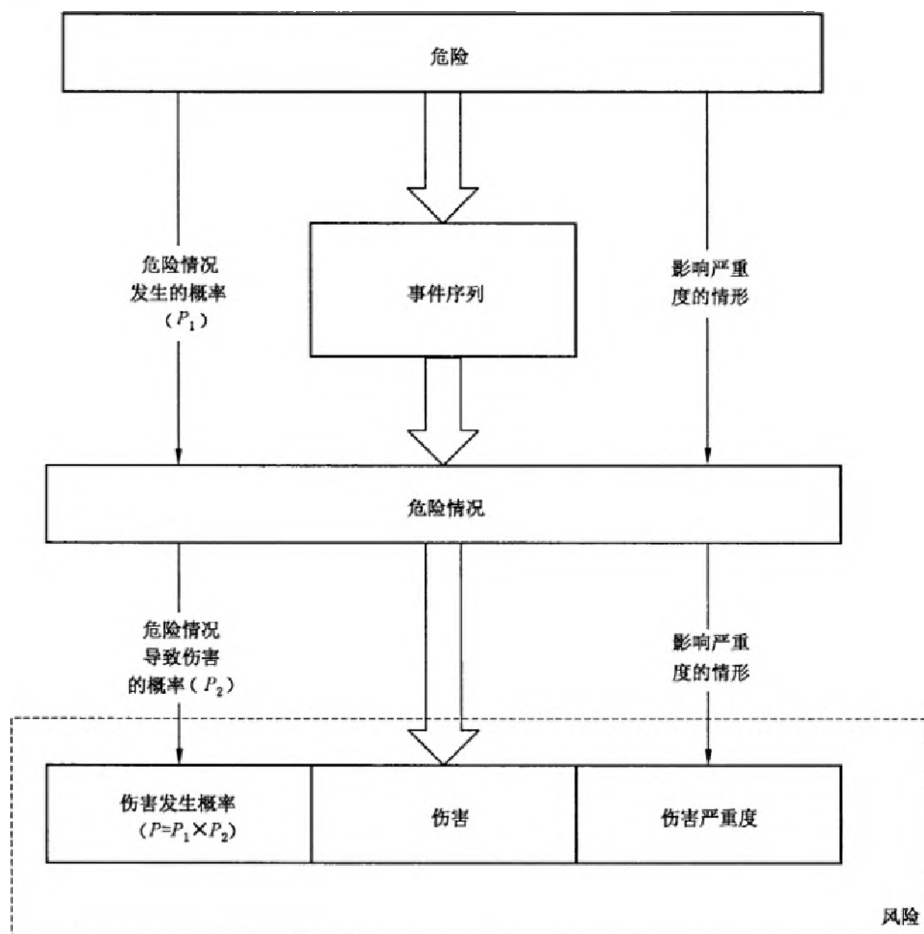 危险
危险情况
发生的概率
(P₁)
事件序列
影响严重
度的情形
危险情况
危险情况
导致伤害
的概率(P₂)
影响严重
度的情形
伤害发生概率
(P=P₁×P₂)
伤害
伤害严重度
风险